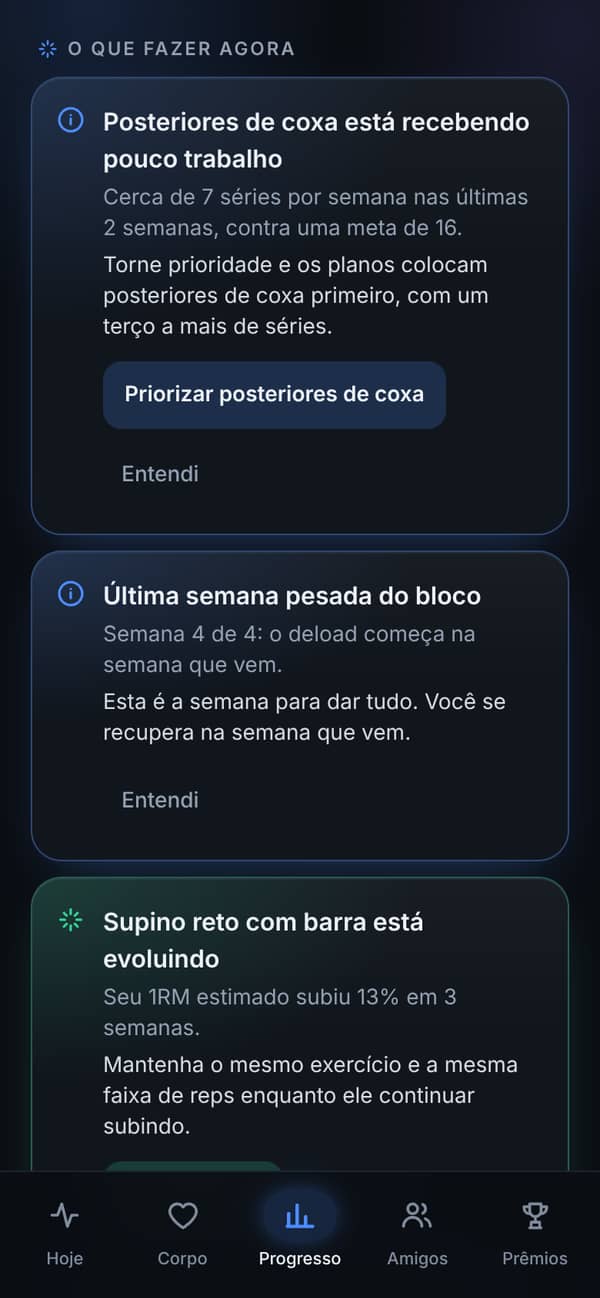 O QUE FAZER AGORA
Posteriores de coxa está recebendo
pouco trabalho
Cerca de 7 séries por semana nas últimas
2 semanas, contra uma meta de 16.
Torne prioridade e os planos colocam
posteriores de coxa primeiro, com um
terço a mais de séries.
Priorizar posteriores de coxa
Entendi
Última semana pesada do bloco
Semana 4 de 4: o deload começa na
semana que vem.
Esta é a semana para dar tudo. Você se
recupera na semana que vem.
Entendi
Supino reto com barra está
evoluindo
Seu 1RM estimado subiu 13% em 3
semanas.
Mantenha o mesmo exercício e a mesma
faixa de reps enquanto ele continuar
subindo.
Hoje
Corpo
Progresso
Amigos
Prêmios